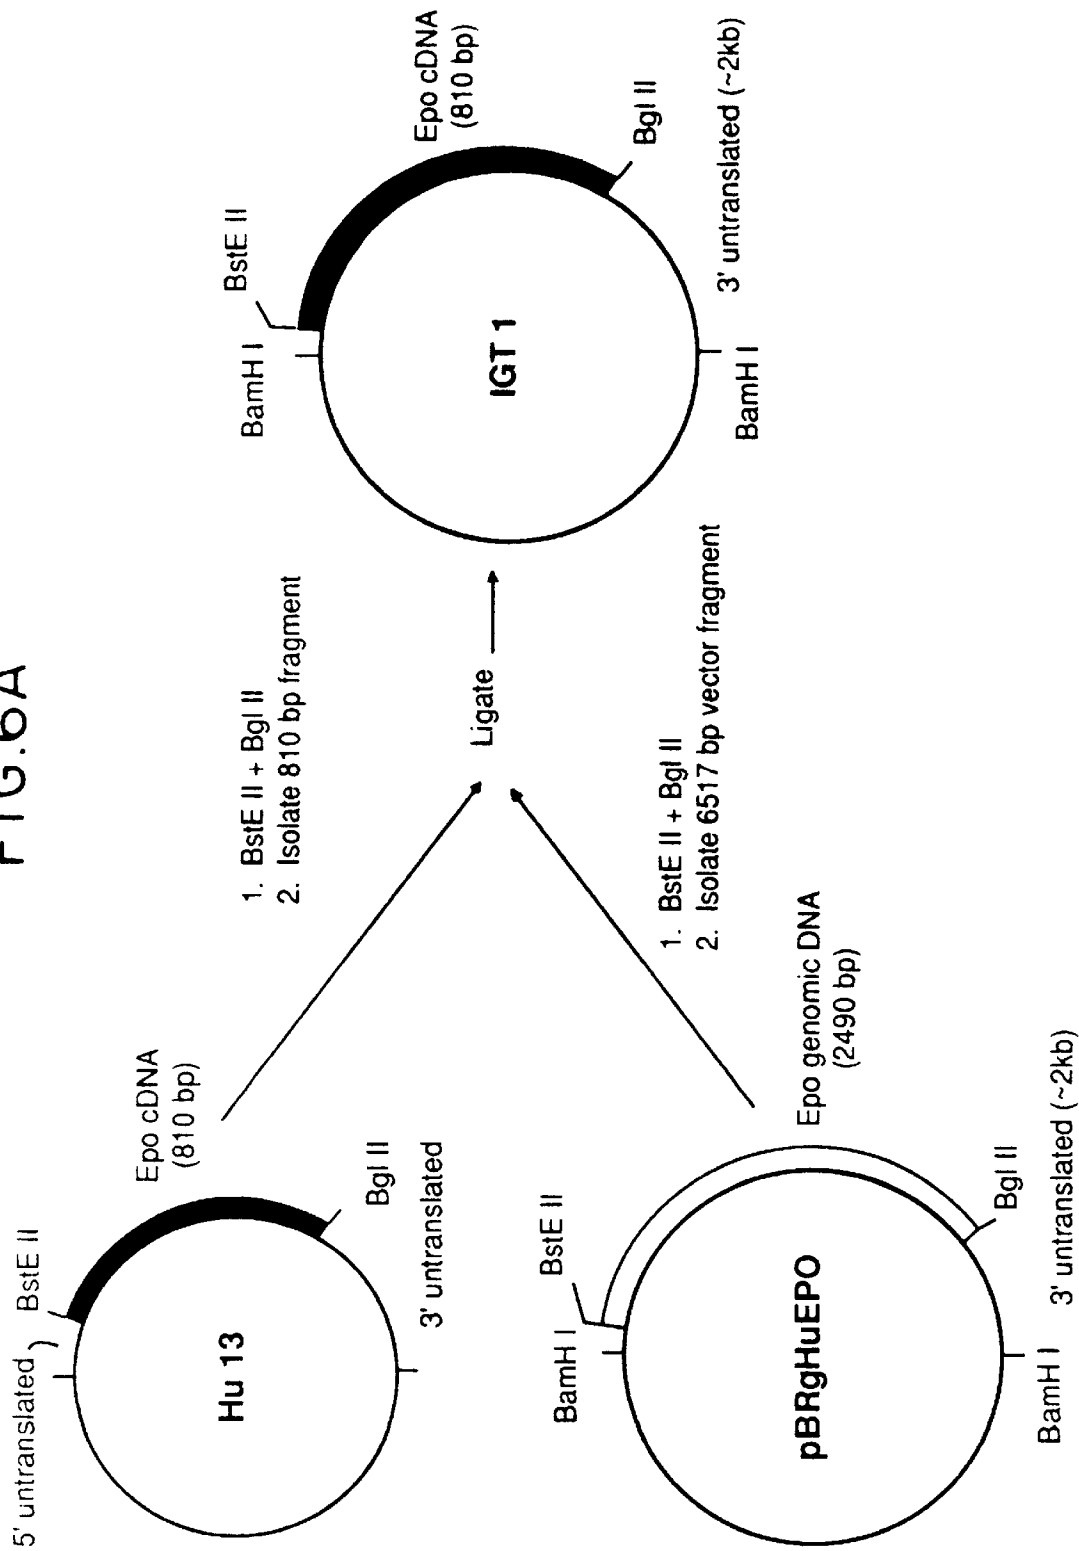 FIG.6A
5' untranslated
BstE II
Epo cDNA
(810 bp)
Hu 13
Bgl II
3' untranslated
1. BstE II + Bgl II
2. Isolate 810 bp fragment
BamH I
BstE II
Epo genomic DNA
(2490 bp)
pBRgHuEPO
Bgl II
BamH I
3' untranslated (~2kb)
1. BstE II + Bgl II
2. Isolate 6517 bp vector fragment
Ligate
BamH I
BstE II
Epo cDNA
(810 bp)
IGT 1
Bgl II
BamH I
3' untranslated (~2kb)